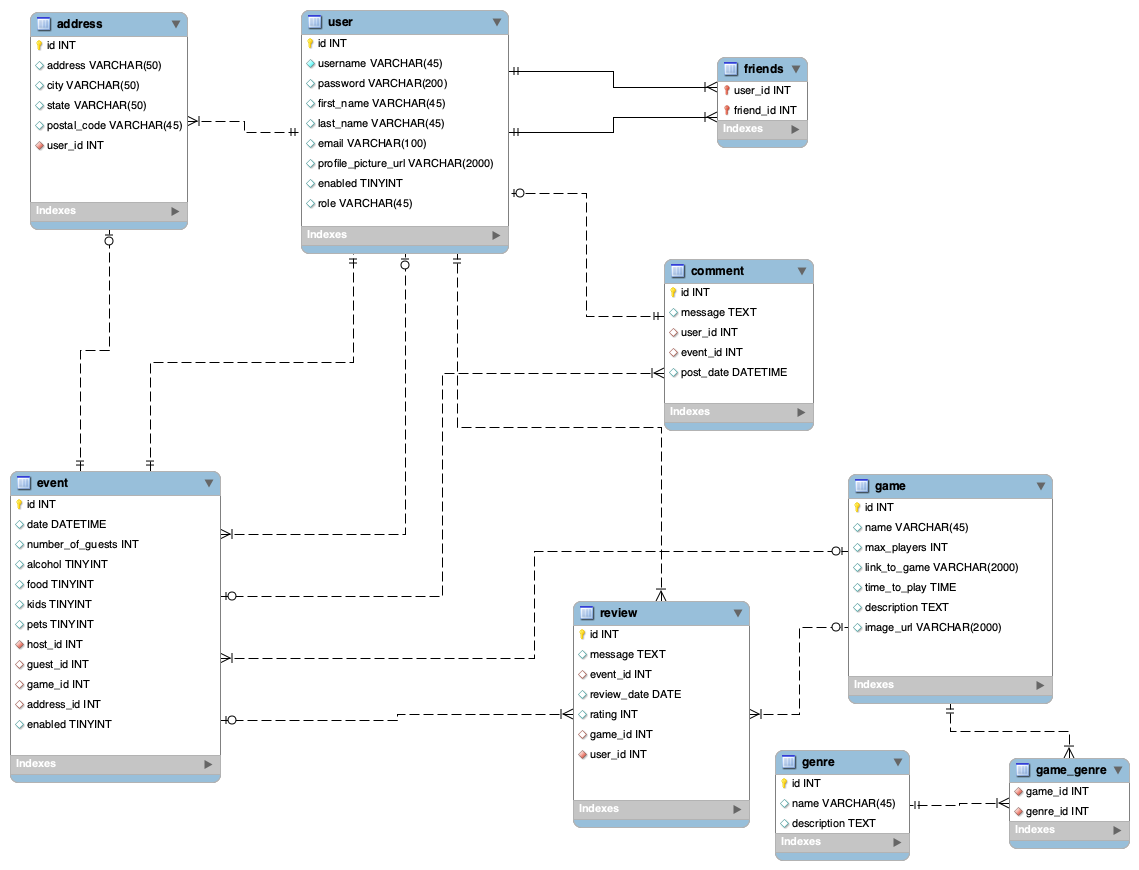 address
id INT
address VARCHAR(50)
city VARCHAR(50)
state VARCHAR(50)
postal_code VARCHAR(45)
user_id INT
Indexes
user
id INT
username VARCHAR(45)
password VARCHAR(200)
first_name VARCHAR(45)
last_name VARCHAR(45)
email VARCHAR(100)
profile_picture_url VARCHAR(2000)
enabled TINYINT
role VARCHAR(45)
Indexes
friends
user_id INT
friend_id INT
Indexes
comment
id INT
message TEXT
user_id INT
event_id INT
post_date DATETIME
Indexes
event
id INT
date DATETIME
number_of_guests INT
alcohol TINYINT
food TINYINT
kids TINYINT
pets TINYINT
host_id INT
guest_id INT
game_id INT
address_id INT
enabled TINYINT
Indexes
review
id INT
message TEXT
event_id INT
review_date DATE
rating INT
game_id INT
user_id INT
Indexes
game
id INT
name VARCHAR(45)
max_players INT
link_to_game VARCHAR(2000)
time_to_play TIME
description TEXT
image_url VARCHAR(2000)
Indexes
genre
id INT
name VARCHAR(45)
description TEXT
Indexes
game_genre
game_id INT
genre_id INT
Indexes